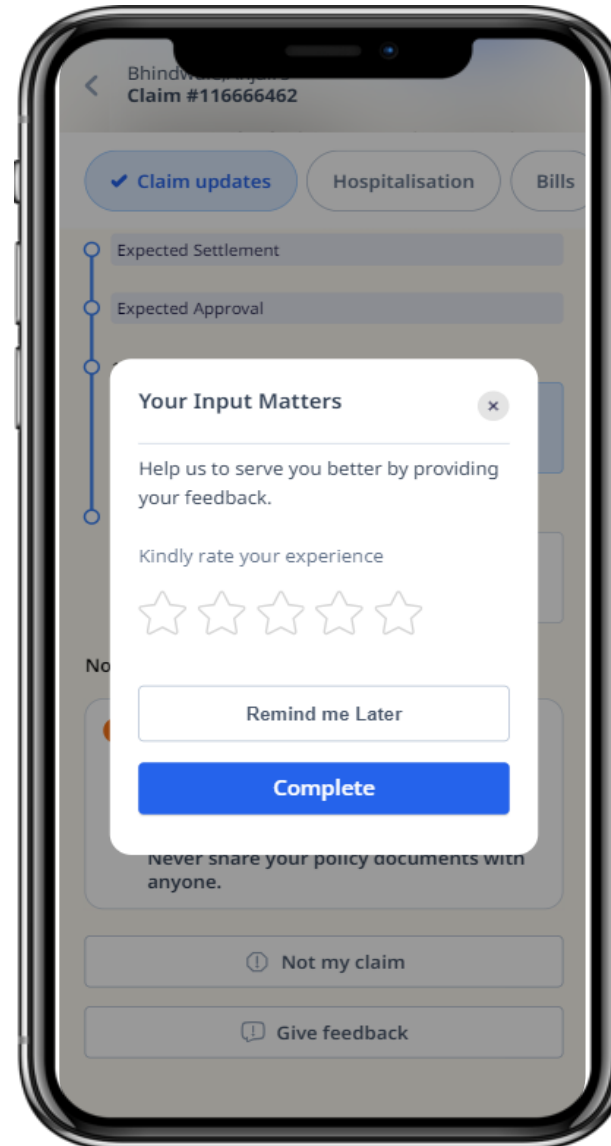 Claim #116666462
Claim updates
Hospitalisation
Bills
Expected Settlement
Expected Approval
Your Input Matters
Help us to serve you better by providing
your feedback.
Kindly rate your experience
Remind me Later
Complete
No
Never share your policy documents with
anyone.
Not my claim
Give feedback